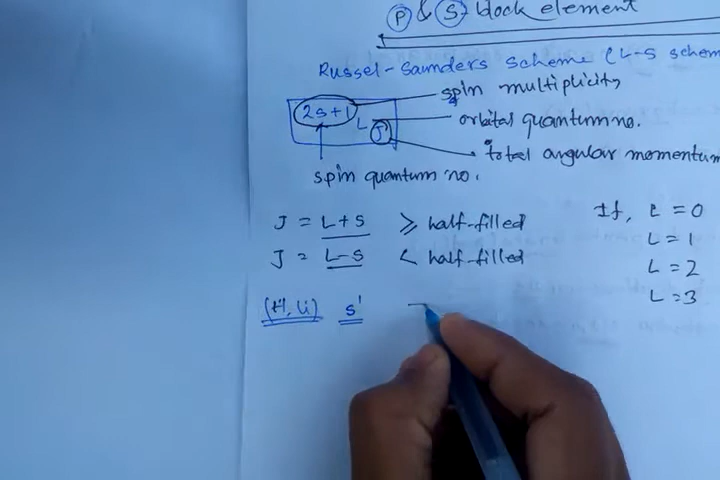 (P) & (S)-block element
Russel-Saunders scheme (L-S schem
spin multiplicity
2s+1 L J
orbital quantum no.
total angular momentum
spin quantum no.
J = L+S ≥ half-filled
J = L-S < half-filled
If, L = 0
L = 1
L = 2
L = 3
(H, Li) s¹